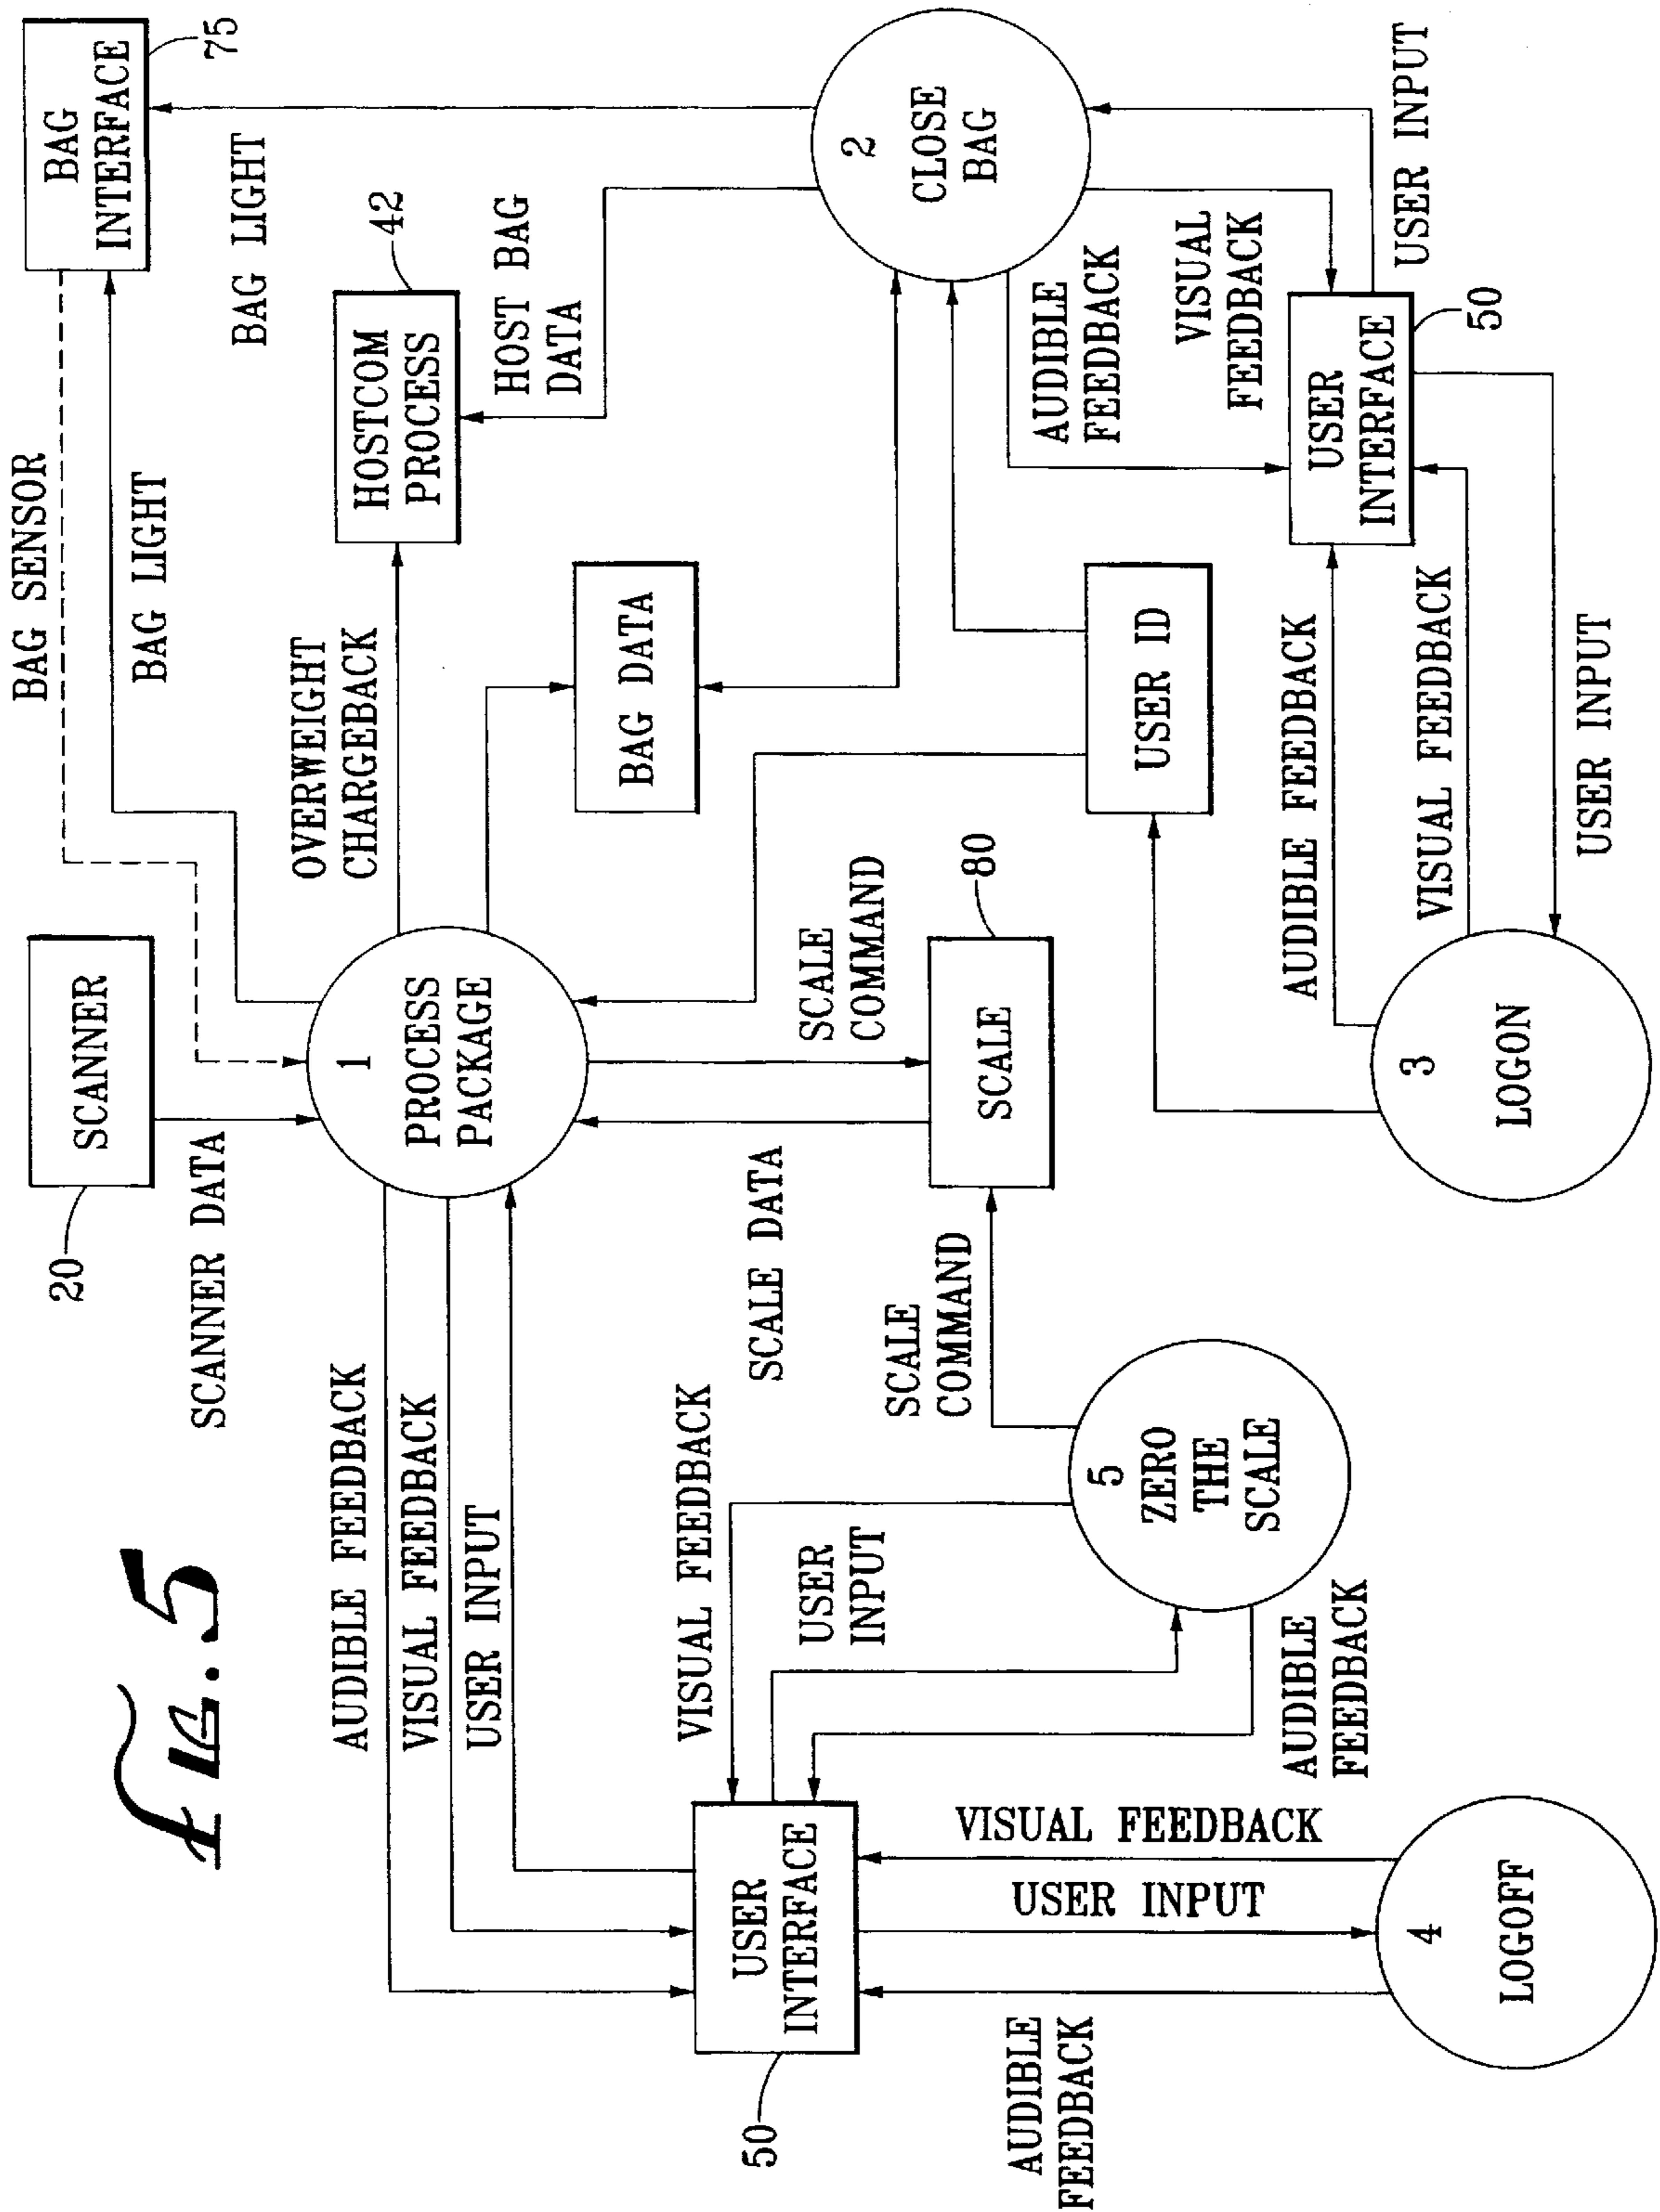 FIG. 5
20
SCANNER
BAG SENSOR
BAG
INTERFACE
75
SCANNER DATA
BAG LIGHT
BAG LIGHT
AUDIBLE FEEDBACK
VISUAL FEEDBACK
USER INPUT
1
PROCESS
PACKAGE
OVERWEIGHT
CHARGEBACK
HOSTCOM
PROCESS
42
HOST BAG
DATA
BAG DATA
VISUAL FEEDBACK
USER
INPUT
SCALE DATA
SCALE
COMMAND
2
CLOSE
BAG
50
USER
INTERFACE
SCALE
COMMAND
SCALE
80
USER ID
AUDIBLE
FEEDBACK
VISUAL
FEEDBACK
5
ZERO
THE
SCALE
AUDIBLE
FEEDBACK
VISUAL FEEDBACK
USER INPUT
AUDIBLE
FEEDBACK
4
LOGOFF
AUDIBLE FEEDBACK
VISUAL FEEDBACK
USER
INTERFACE
50
USER INPUT
3
LOGON
USER INPUT